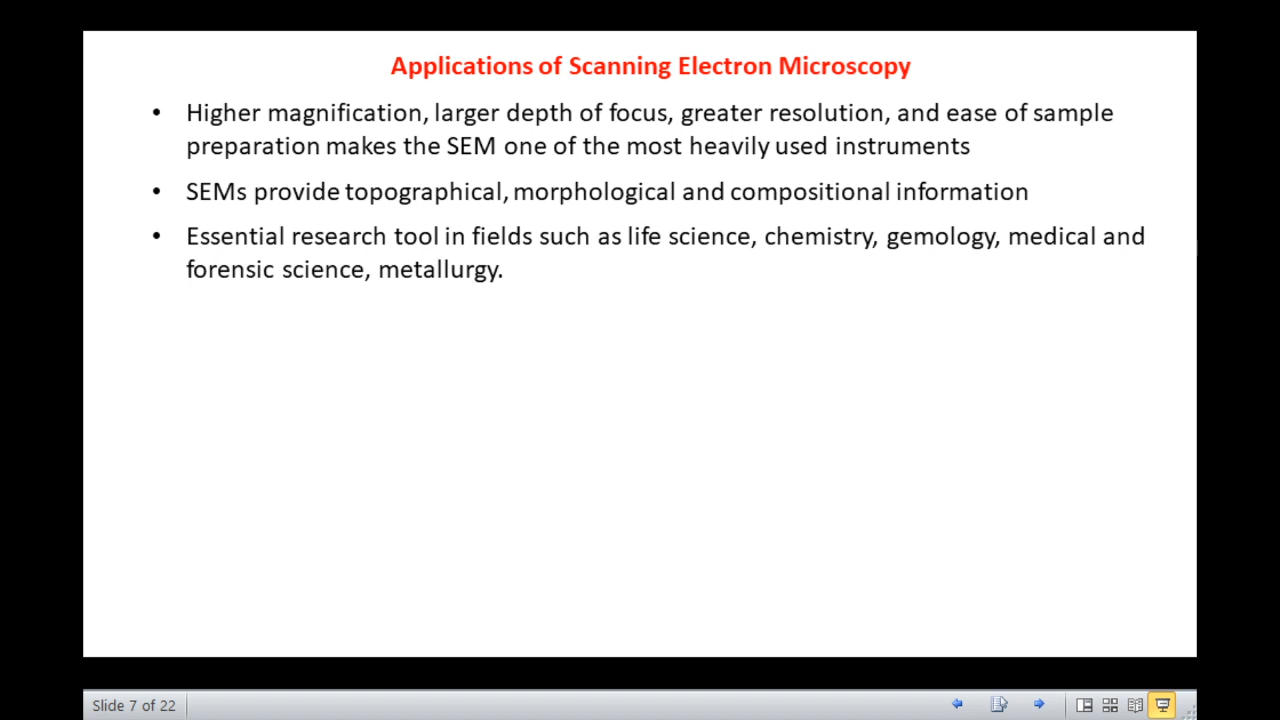 Applications of Scanning Electron Microscopy
• Higher magnification, larger depth of focus, greater resolution, and ease of sample
preparation makes the SEM one of the most heavily used instruments
• SEMs provide topographical, morphological and compositional information
• Essential research tool in fields such as life science, chemistry, gemology, medical and
forensic science, metallurgy.
Slide 7 of 22